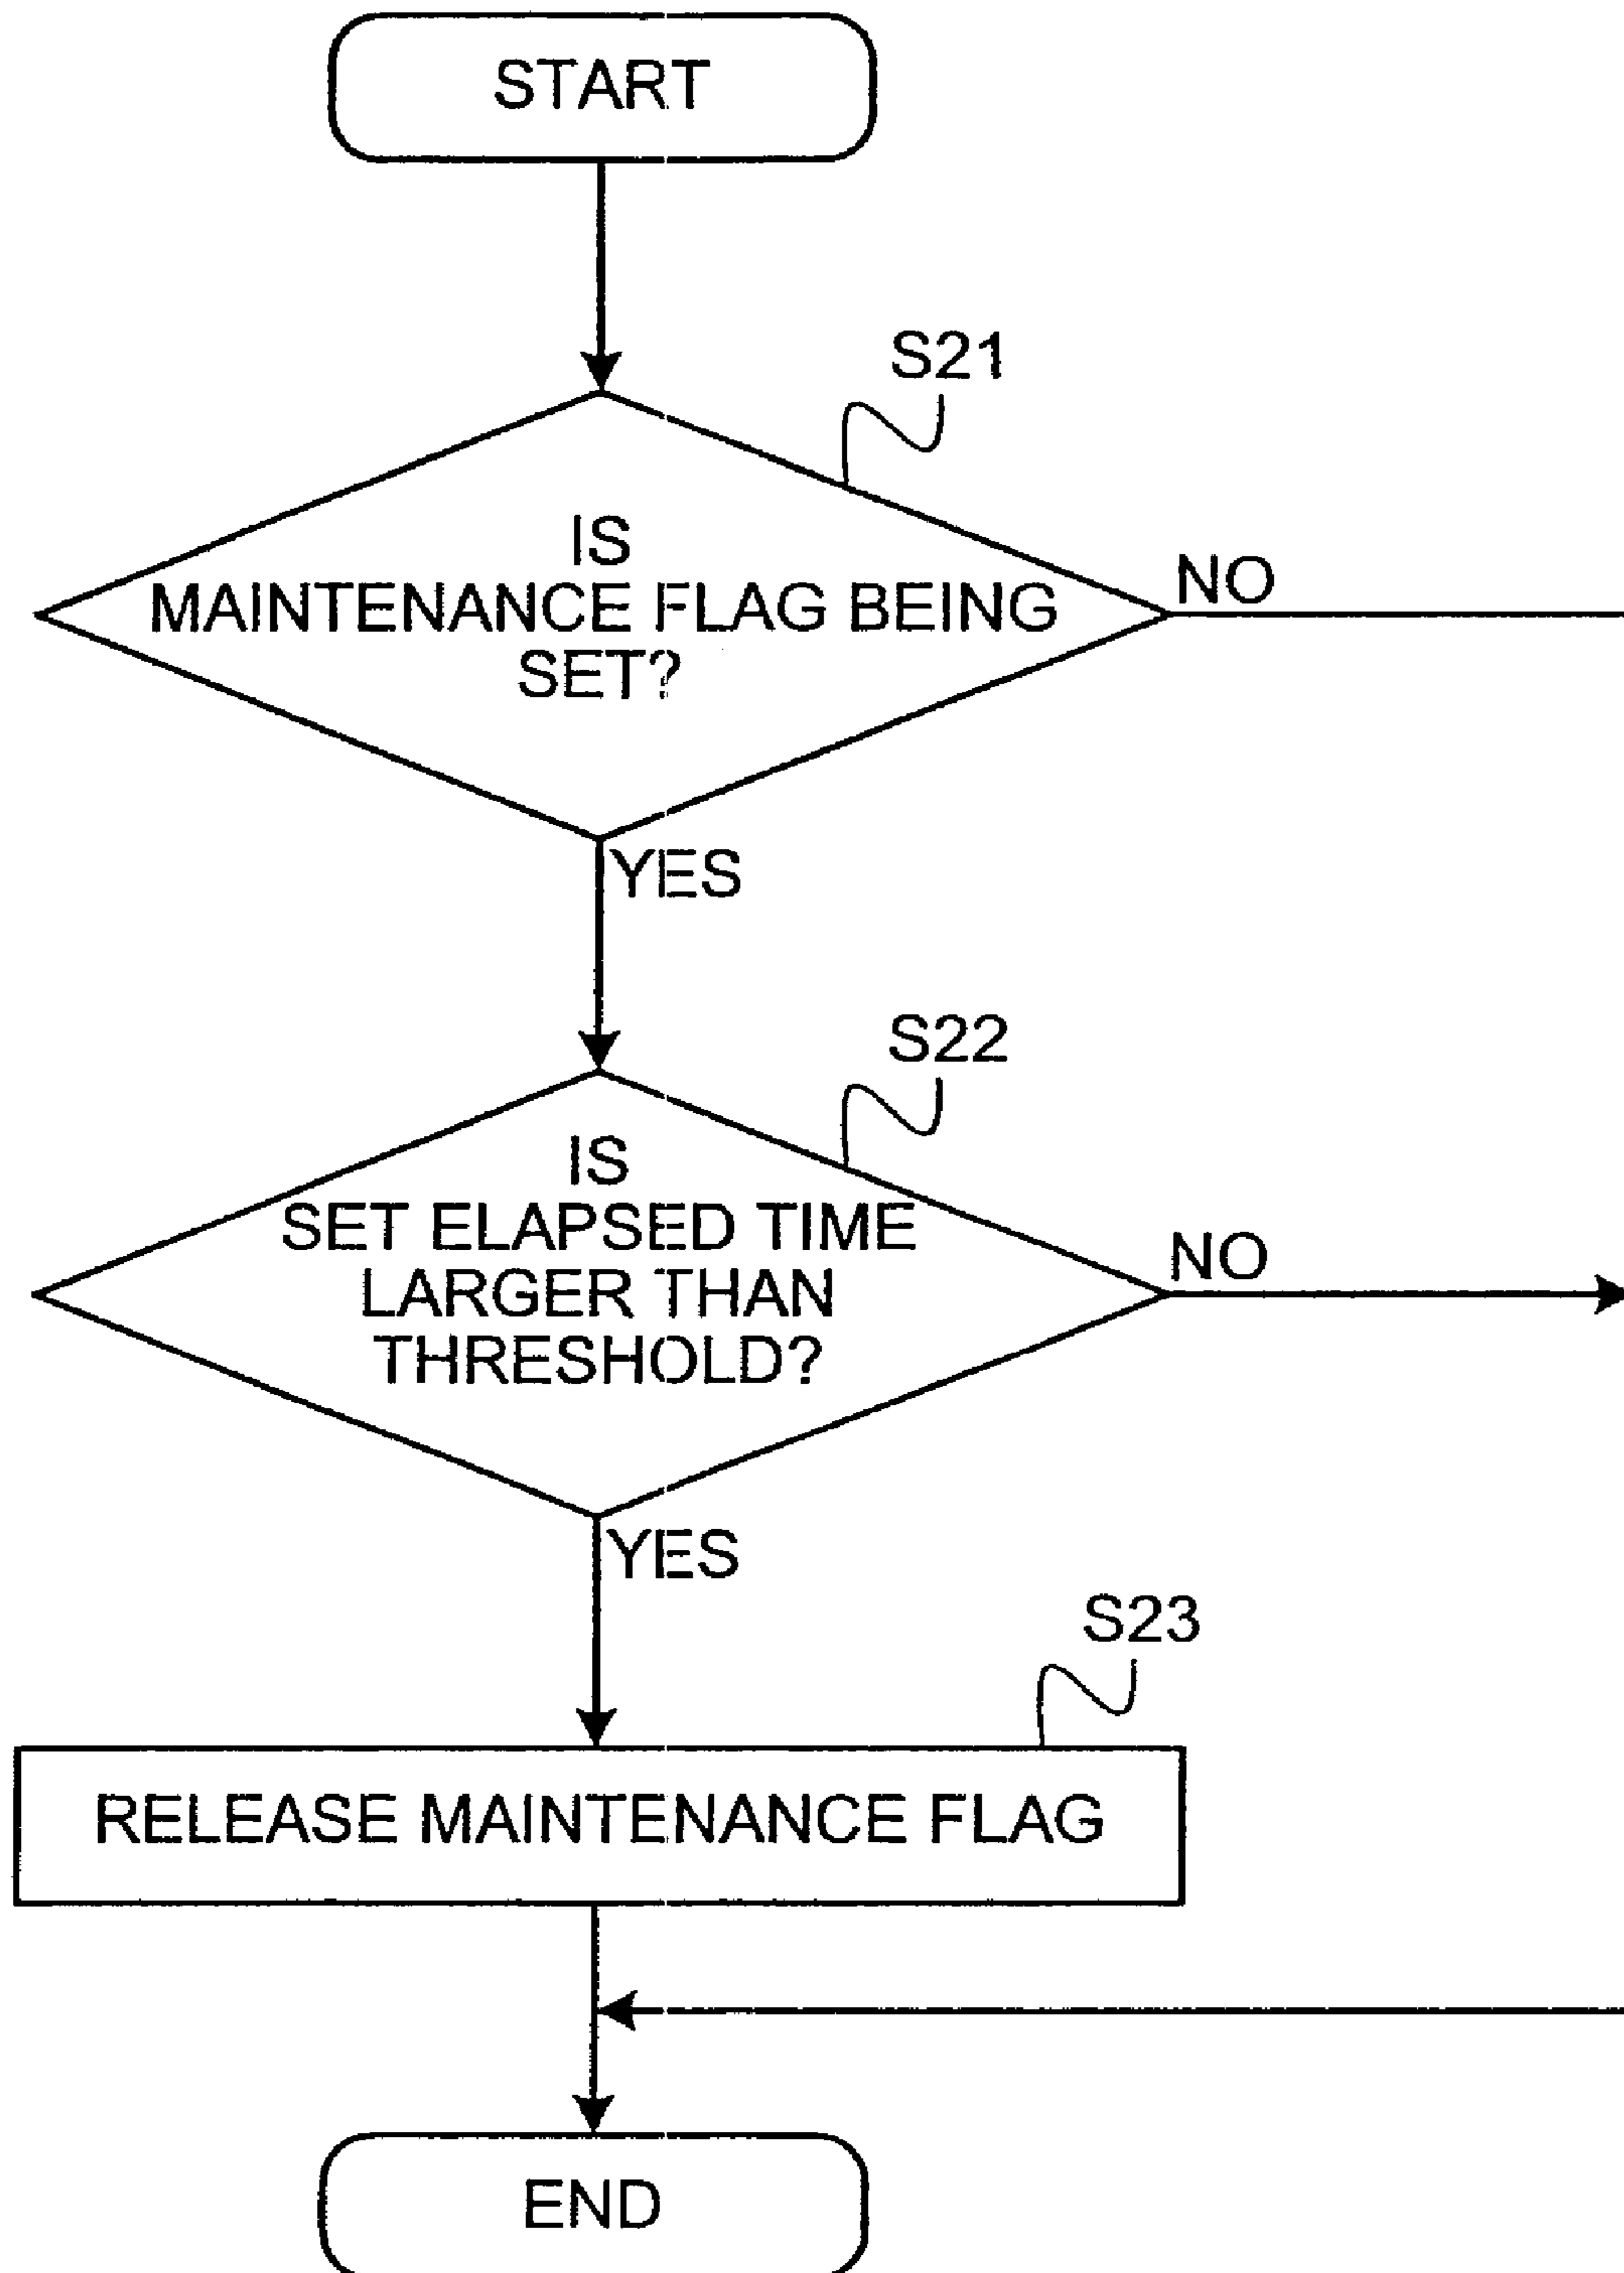 START
S21
IS
MAINTENANCE FLAG BEING
SET?
NO
YES
S22
IS
SET ELAPSED TIME
LARGER THAN
THRESHOLD?
NO
YES
S23
RELEASE MAINTENANCE FLAG
END